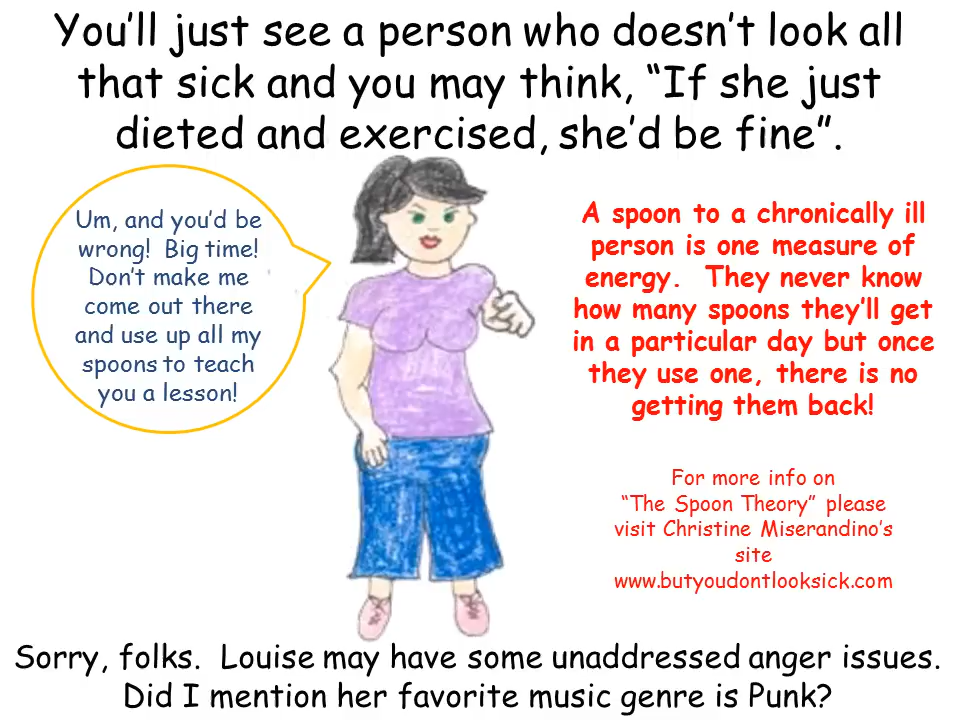 You’ll just see a person who doesn’t look all
that sick and you may think, “If she just
dieted and exercised, she’d be fine”.
Um, and you’d be
wrong!  Big time!
Don’t make me
come out there
and use up all my
spoons to teach
you a lesson!
A spoon to a chronically ill
person is one measure of
energy.  They never know
how many spoons they’ll get
in a particular day but once
they use one, there is no
getting them back!
For more info on
“The Spoon Theory” please
visit Christine Miserandino’s
site
www.butyoudontlooksick.com
Sorry, folks.  Louise may have some unaddressed anger issues.
Did I mention her favorite music genre is Punk?